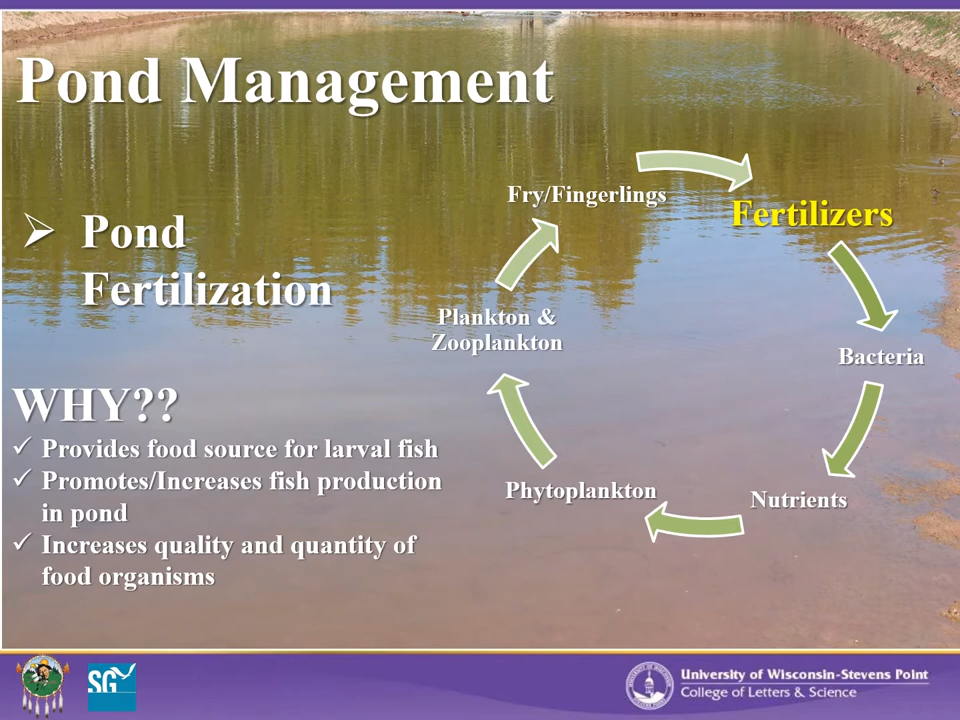 Pond Management
Pond
Fertilization
WHY??
Provides food source for larval fish
Promotes/Increases fish production
in pond
Increases quality and quantity of
food organisms
Fry/Fingerlings
Fertilizers
Bacteria
Nutrients
Phytoplankton
Plankton &
Zooplankton
SG
University of Wisconsin-Stevens Point
College of Letters & Science